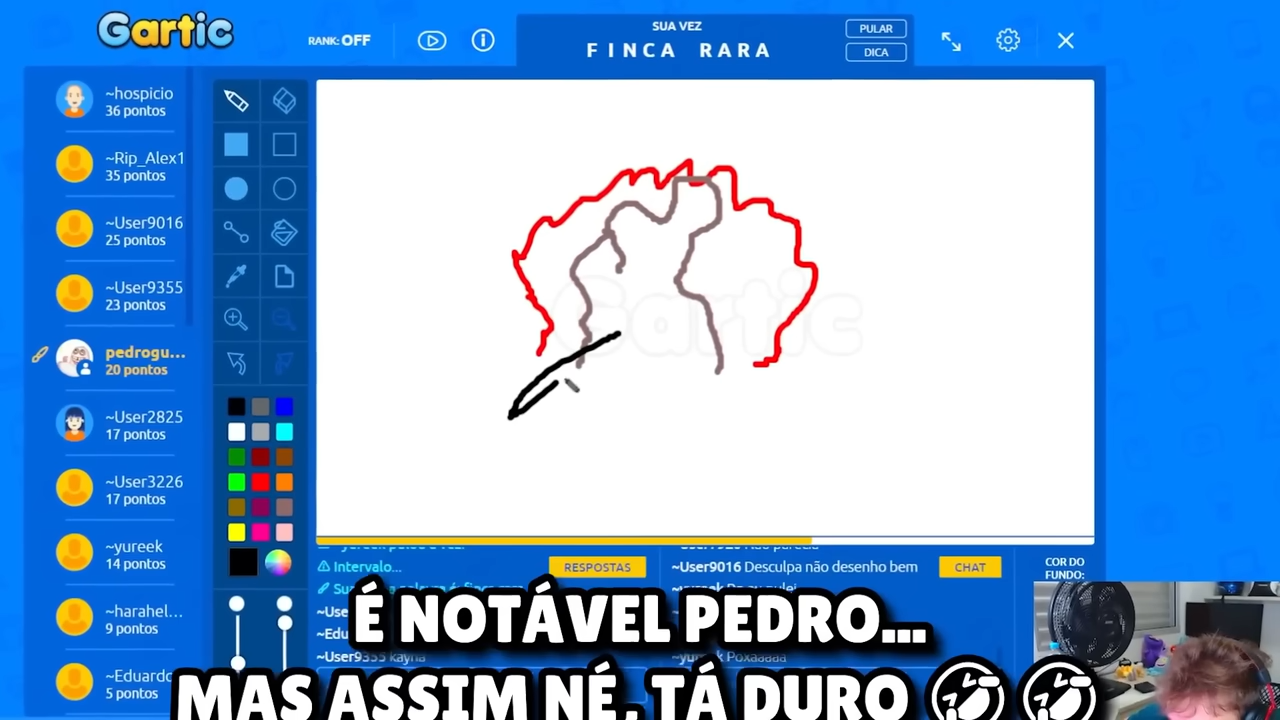 Gartic
RANK: OFF
SUA VEZ
FINCA RARA
PULAR
DICA
~hospicio
36 pontos
~Rip_Alex1
35 pontos
~User9016
25 pontos
~User9355
23 pontos
pedrogu...
20 pontos
~User2825
17 pontos
~User3226
17 pontos
~yureek
14 pontos
~harahel...
9 pontos
~Eduardo
5 pontos
Gartic
Intervalo...
RESPOSTAS
~User9355 kayna
~User9016 Desculpa não desenho bem
CHAT
~yureek Poxaaaaa
COR DO
FUNDO:
É NOTÁVEL PEDRO...
MAS ASSIM NÉ, TÁ DURO 🤣🤣